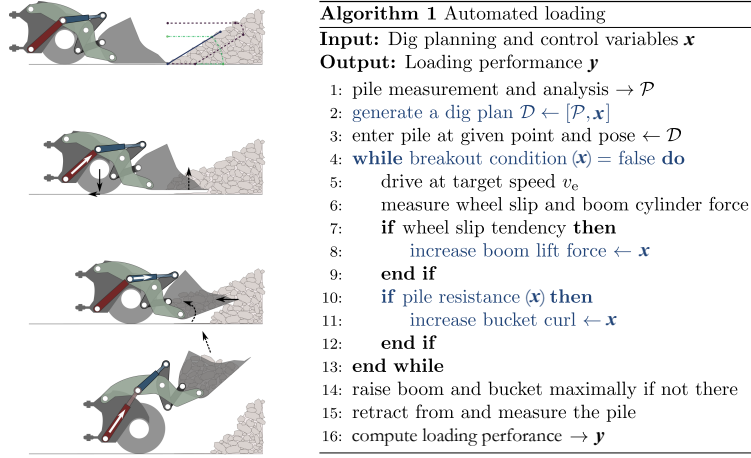 Algorithm 1 Automated loading
Input: Dig planning and control variables x
Output: Loading performance y
1: pile measurement and analysis → 𝒫
2: generate a dig plan 𝒟 ← [𝒫, x]
3: enter pile at given point and pose ← 𝒟
4: while breakout condition (x) = false do
5: drive at target speed vₑ
6: measure wheel slip and boom cylinder force
7: if wheel slip tendency then
8: increase boom lift force ← x
9: end if
10: if pile resistance (x) then
11: increase bucket curl ← x
12: end if
13: end while
14: raise boom and bucket maximally if not there
15: retract from and measure the pile
16: compute loading perforance → y